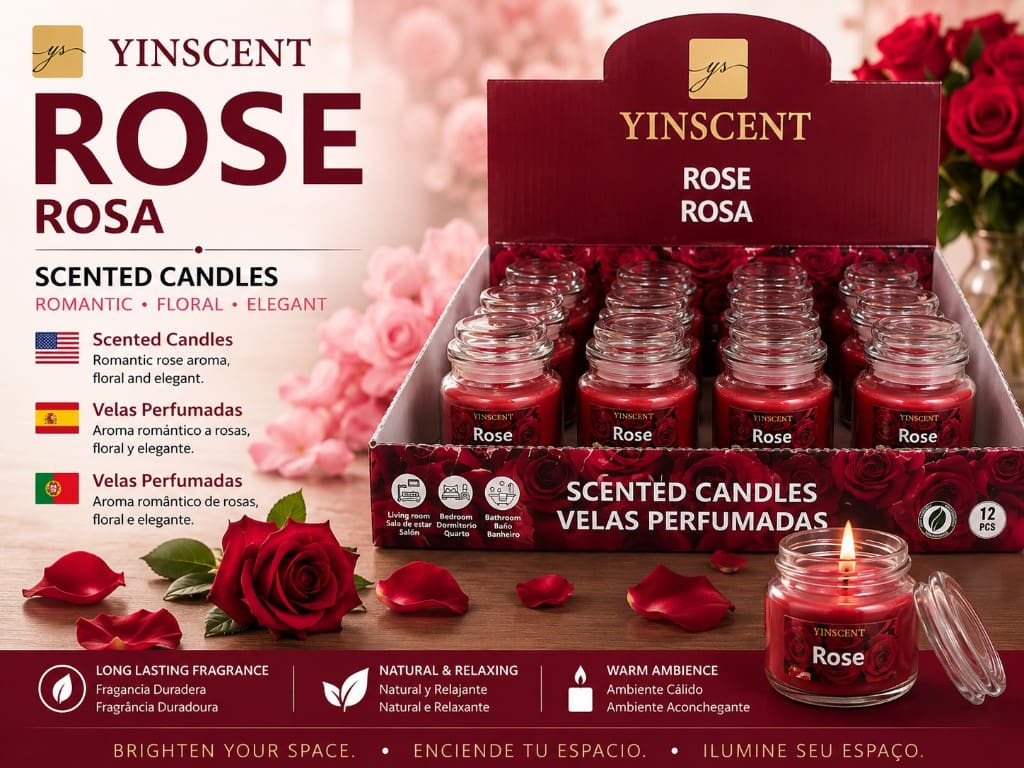 ys YINSCENT
ROSE
ROSA
SCENTED CANDLES
ROMANTIC • FLORAL • ELEGANT
Scented Candles
Romantic rose aroma,
floral and elegant.
Velas Perfumadas
Aroma romántico a rosas,
floral y elegante.
Velas Perfumadas
Aroma romântico de rosas,
floral e elegante.
ys
YINSCENT
ROSE
ROSA
YINSCENT
Rose
YINSCENT
Rose
YINSCENT
Rose
YINSCENT
Rose
Living room
Sala de estar
Salón
Bedroom
Dormitorio
Quarto
Bathroom
Baño
Banheiro
SCENTED CANDLES
VELAS PERFUMADAS
12
PCS
YINSCENT
Rose
LONG LASTING FRAGRANCE
Fragancia Duradera
Fragrância Duradoura
NATURAL & RELAXING
Natural y Relajante
Natural e Relaxante
WARM AMBIENCE
Ambiente Cálido
Ambiente Aconchegante
BRIGHTEN YOUR SPACE. • ENCIENDE TU ESPACIO. • ILUMINE SEU ESPAÇO.